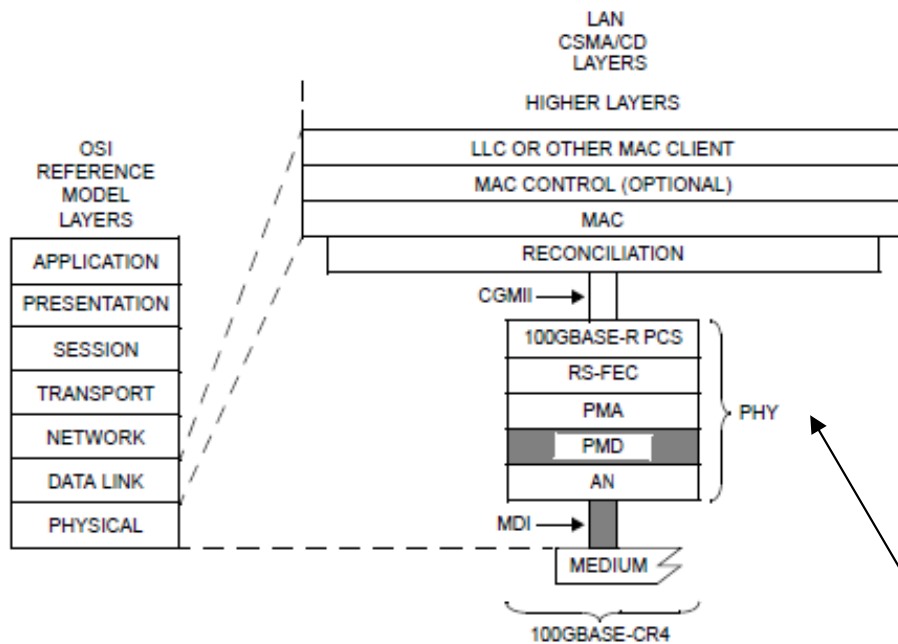 LAN
CSMA/CD
LAYERS
HIGHER LAYERS
OSI
REFERENCE
MODEL
LAYERS
LLC OR OTHER MAC CLIENT
MAC CONTROL (OPTIONAL)
MAC
RECONCILIATION
APPLICATION
PRESENTATION
SESSION
TRANSPORT
NETWORK
DATA LINK
PHYSICAL
CGMII
100GBASE-R PCS
RS-FEC
PMA
PMD
AN
PHY
MDI
MEDIUM
100GBASE-CR4